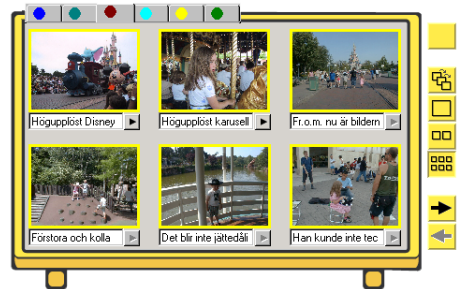 Högupplöst Disney
Högupplöst karusell
Fr.o.m. nu är bildern
Förstora och kolla
Det blir inte jättedåli
Han kunde inte tec